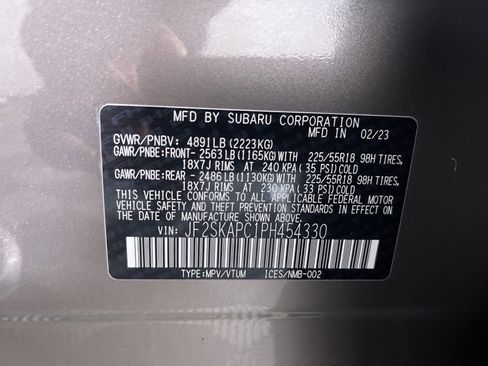 MFD BY SUBARU CORPORATION
MFD IN 02/23
GVWR/PNBV: 4891LB(2223KG)
GAWR/PNBE:FRONT- 2563LB(1165KG)WITH 225/55R18 98H TIRES,
18X7J RIMS AT 240 KPA(35 PSI)COLD
GAWR/PNBE:REAR - 2486LB(1130KG)WITH 225/55R18 98H TIRES,
18X7J RIMS AT 230 KPA(33 PSI)COLD
THIS VEHICLE CONFORMS TO ALL APPLICABLE FEDERAL MOTOR
VEHICLE SAFETY AND THEFT PREVENTION STANDARDS IN EFFECT
ON THE DATE OF MANUFACTURE SHOWN ABOVE.
VIN: JF2SKAPC1PH454330
TYPE:MPV/VTUM ICES/NMB-002